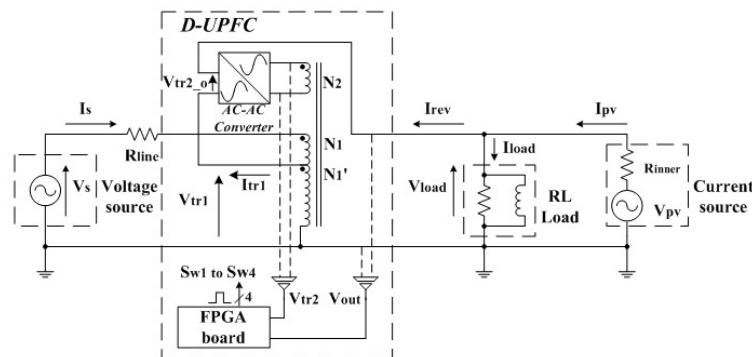 D-UPFC
Vtr2_o
AC-AC
Converter
N2
Is
Rline
N1
N1'
Itr1
Vtr1
Vs
Voltage
source
Irev
Ipv
Iload
Vload
RL
Load
Rinner
Vpv
Current
source
Sw1 to Sw4
4
Vtr2
Vout
FPGA
board